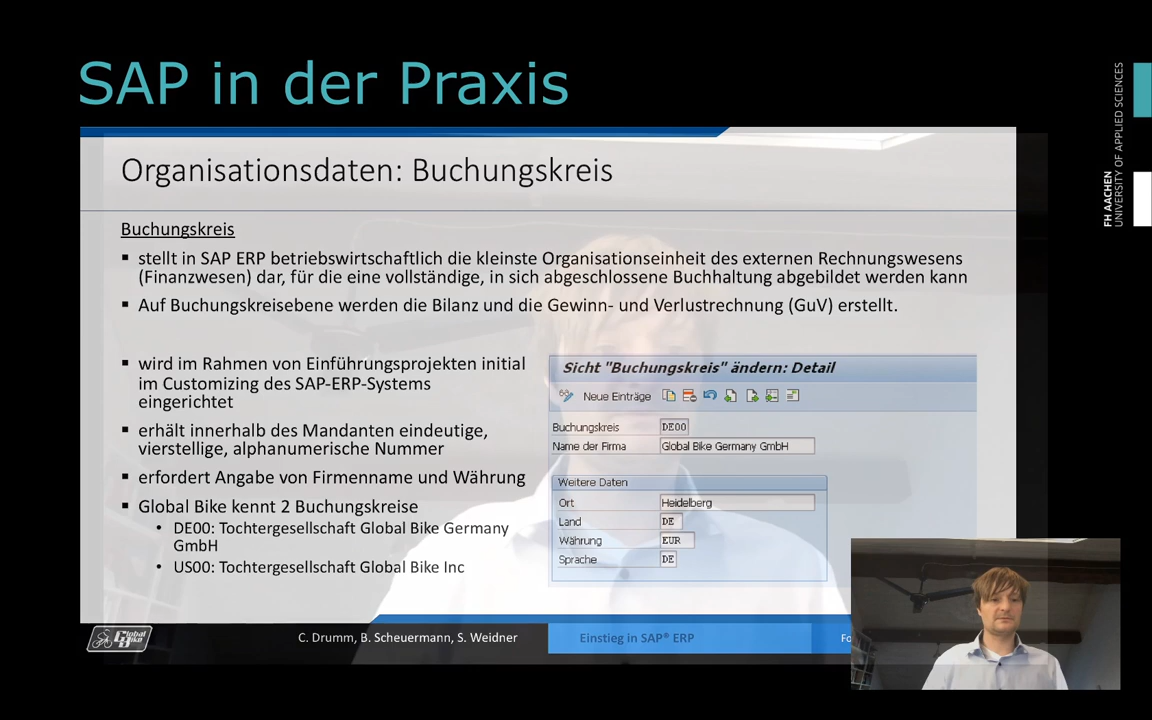 SAP in der Praxis
FH AACHEN
UNIVERSITY OF APPLIED SCIENCES
Organisationsdaten: Buchungskreis
Buchungskreis
▪ stellt in SAP ERP betriebswirtschaftlich die kleinste Organisationseinheit des externen Rechnungswesens
(Finanzwesen) dar, für die eine vollständige, in sich abgeschlossene Buchhaltung abgebildet werden kann
▪ Auf Buchungskreisebene werden die Bilanz und die Gewinn- und Verlustrechnung (GuV) erstellt.
▪ wird im Rahmen von Einführungsprojekten initial
im Customizing des SAP-ERP-Systems
eingerichtet
▪ erhält innerhalb des Mandanten eindeutige,
vierstellige, alphanumerische Nummer
▪ erfordert Angabe von Firmenname und Währung
▪ Global Bike kennt 2 Buchungskreise
• DE00: Tochtergesellschaft Global Bike Germany
GmbH
• US00: Tochtergesellschaft Global Bike Inc
Sicht "Buchungskreis" ändern: Detail
Neue Einträge
Buchungskreis DE00
Name der Firma Global Bike Germany GmbH
Weitere Daten
Ort Heidelberg
Land DE
Währung EUR
Sprache DE
Global Bike
C. Drumm, B. Scheuermann, S. Weidner
Einstieg in SAP® ERP